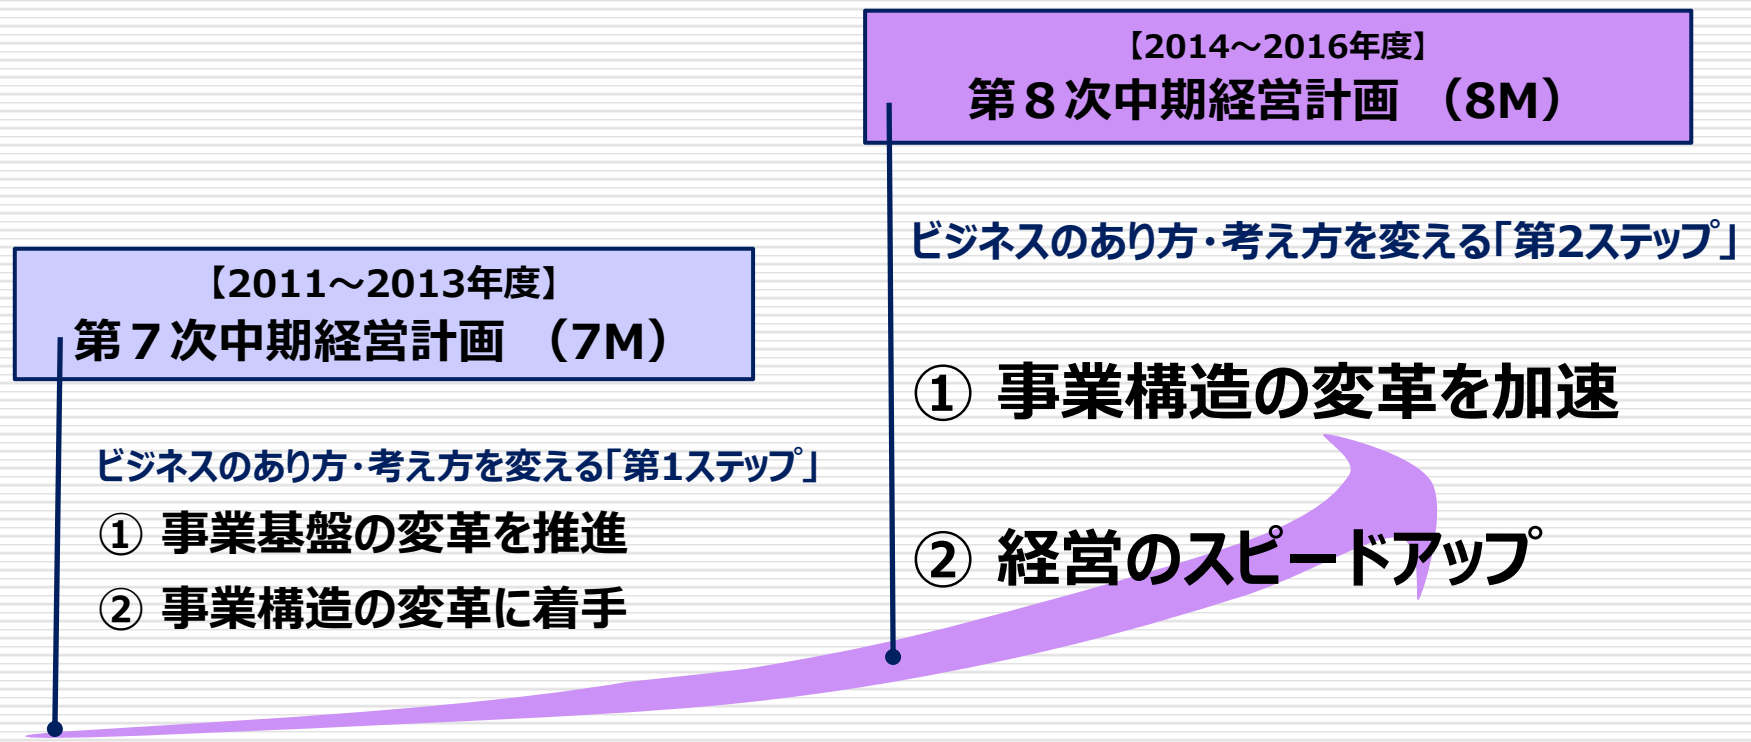 【2014～2016年度】
第８次中期経営計画 （8M）
ビジネスのあり方・考え方を変える「第2ステップ」
① 事業構造の変革を加速
② 経営のスピードアップ
【2011～2013年度】
第７次中期経営計画 （7M）
ビジネスのあり方・考え方を変える「第1ステップ」
① 事業基盤の変革を推進
② 事業構造の変革に着手